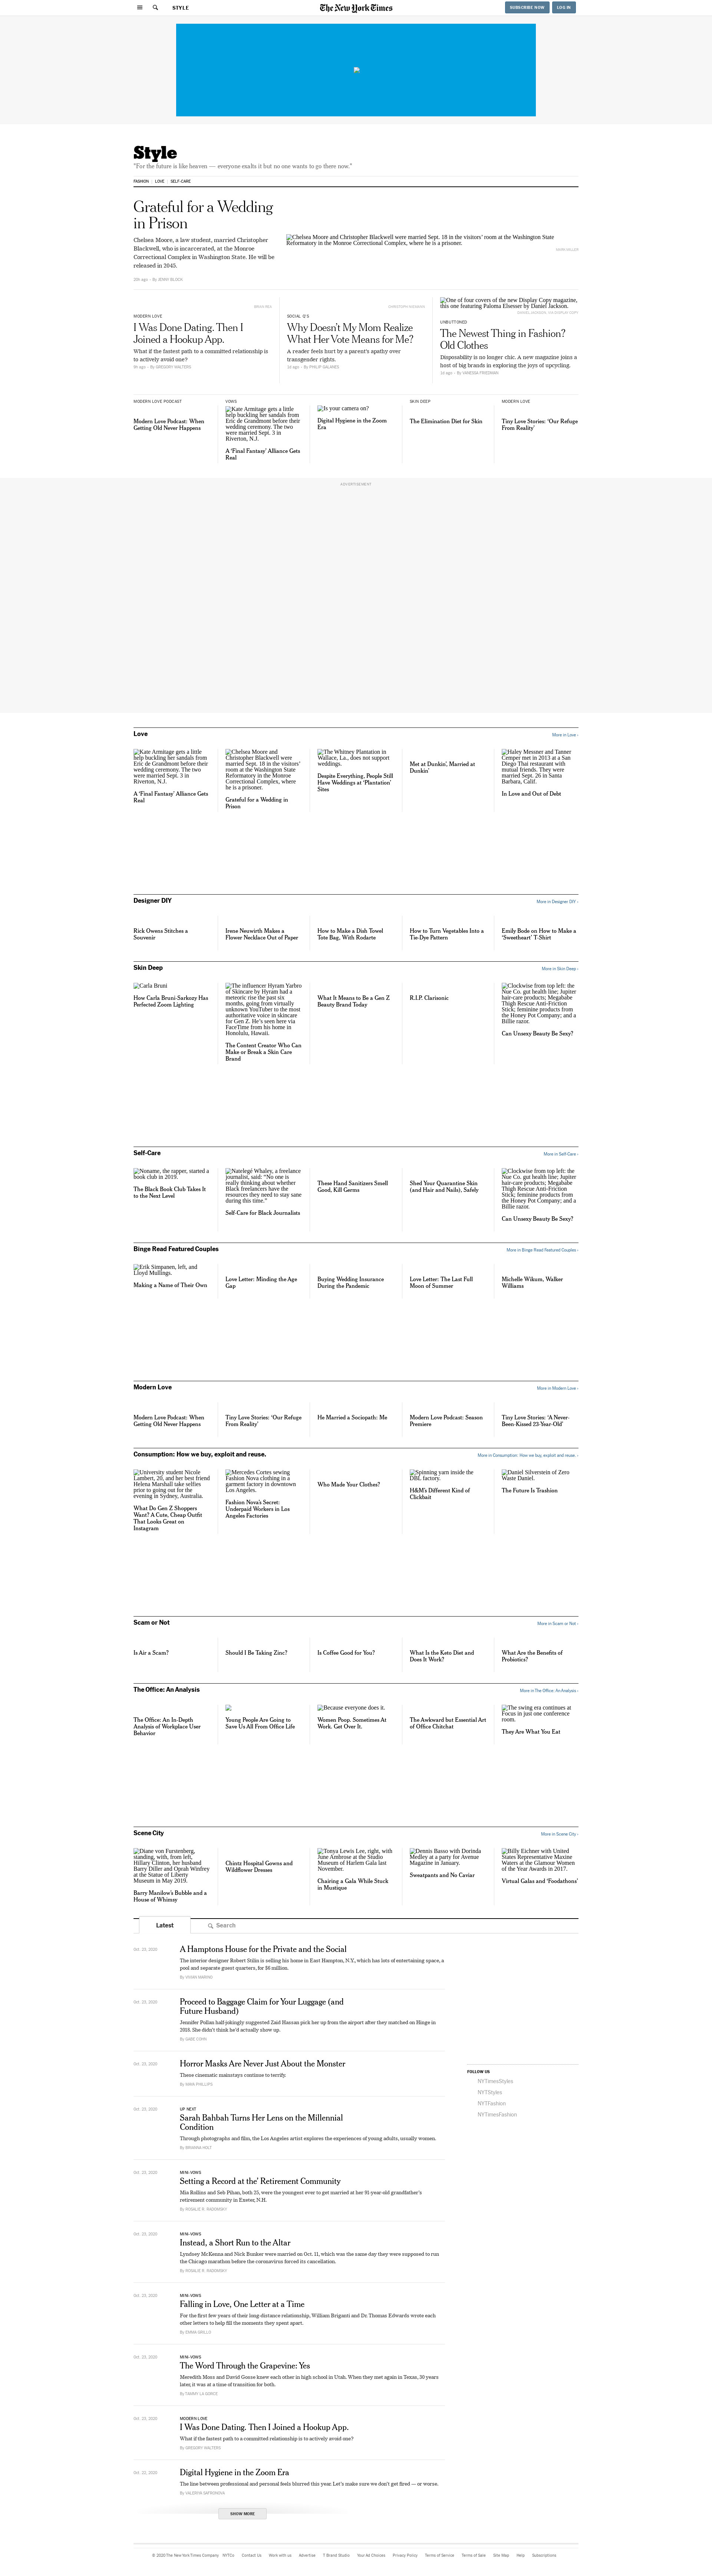 STYLE
The New York Times
SUBSCRIBE NOW
LOG IN
Style
"For the future is like heaven — everyone exalts it but no one wants to go there now."
FASHION
LOVE
SELF-CARE
Grateful for a Wedding
in Prison
Chelsea Moore, a law student, married Christopher
Blackwell, who is incarcerated, at the Monroe
Correctional Complex in Washington State. He will be
released in 2045.
By JENNY BLOCK
Chelsea Moore and Christopher Blackwell were married Sept. 18 in the visitors' room at the Washington State
Reformatory in the Monroe Correctional Complex, where he is a prisoner.
MODERN LOVE
I Was Done Dating. Then I
Joined a Hookup App.
What if the fastest path to a committed relationship is
to actively avoid one?
By GREGORY WALTERS
SOCIAL Q'S
Why Doesn't My Mom Realize
What Her Vote Means for Me?
A reader feels hurt by a parent's apathy over
transgender rights.
1d ago - By PHILIP GALANES
One of four covers of the new Display Copy magazine,
this one featuring Paloma Elsesser by Daniel Jackson.
UNBUTTONED
The Newest Thing in Fashion?
Old Clothes
Disposability is no longer chic. A new magazine joins a
host of big brands in exploring the joys of upcycling.
1d ago - By VANESSA FRIEDMAN
MODERN LOVE PODCAST
Modern Love Podcast: When
Getting Old Never Happens
VOWS
Kate Armitage gets a little
help buckling her sandals from
Eric de Grandmont before their
wedding ceremony. The two
were married Sept. 3 in
Riverton, N.J.
A 'Final Fantasy' Alliance Gets
Real
Is your camera on?
Digital Hygiene in the Zoom
Era
SKIN DEEP
The Elimination Diet for Skin
MODERN LOVE
Tiny Love Stories: 'Our Refuge
From Reality'
ADVERTISEMENT
Love
More in Love ›
Kate Armitage gets a little
help buckling her sandals from
Eric de Grandmont before their
wedding ceremony. The two
were married Sept. 3 in
Riverton, N.J.
A 'Final Fantasy' Alliance Gets
Real
Chelsea Moore and
Christopher Blackwell were
married Sept. 18 in the visitors'
room at the Washington State
Reformatory in the Monroe
Correctional Complex, where
he is a prisoner.
Grateful for a Wedding in
Prison
The Whitney Plantation in
Wallace, La., does not support
weddings.
Despite Everything, People Still
Have Weddings at 'Plantation'
Sites
Met at Dunkin', Married at
Dunkin'
Haley Messner and Tanner
Cemper met in 2013 at a San
Diego Thai restaurant with
mutual friends. They were
married Sept. 26 in Santa
Barbara, Calif.
In Love and Out of Debt
Designer DIY
More in Designer DIY ›
Rick Owens Stitches a
Souvenir
Irene Neuwirth Makes a
Flower Necklace Out of Paper
How to Make a Dish Towel
Tote Bag, With Rodarte
How to Turn Vegetables Into a
Tie-Dye Pattern
Emily Bode on How to Make a
'Sweetheart' T-Shirt
Skin Deep
More in Skin Deep ›
Carla Bruni
How Carla Bruni-Sarkozy Has
Perfected Zoom Lighting
The influencer Hyram Yarbro
of Skincare by Hyram had a
meteoric rise the past six
months, going from virtually
unknown YouTuber to the most
authoritative voice in skincare
for Gen Z. He's seen here via
FaceTime from his home in
Honolulu, Hawaii.
The Content Creator Who Can
Make or Break a Skin Care
Brand
What It Means to Be a Gen Z
Beauty Brand Today
R.I.P. Clarisonic
Clockwise from top left: the
Nue Co. gut health line; Jupiter
hair-care products; Megababe
Thigh Rescue Anti-Friction
Stick; feminine products from
the Honey Pot Company; and a
Billie razor.
Can Unsexy Beauty Be Sexy?
Self-Care
More in Self-Care ›
Noname, the rapper, started a
book club in 2019.
The Black Book Club Takes It
to the Next Level
Natelegé Whaley, a freelance
journalist, said: "No one is
really thinking about whether
Black freelancers have the
resources they need to stay sane
during this time."
Self-Care for Black Journalists
These Hand Sanitizers Smell
Good, Kill Germs
Shed Your Quarantine Skin
(and Hair and Nails), Safely
Clockwise from top left: the
Nue Co. gut health line; Jupiter
hair-care products; Megababe
Thigh Rescue Anti-Friction
Stick; feminine products from
the Honey Pot Company; and a
Billie razor.
Can Unsexy Beauty Be Sexy?
Binge Read Featured Couples
More in Binge Read Featured Couples ›
Erik Simpanen, left, and
Lloyd Mullings.
Making a Name of Their Own
Love Letter: Minding the Age
Gap
Buying Wedding Insurance
During the Pandemic
Love Letter: The Last Full
Moon of Summer
Michelle Wikum, Walker
Williams
Modern Love
More in Modern Love ›
Modern Love Podcast: When
Getting Old Never Happens
Tiny Love Stories: 'Our Refuge
From Reality'
He Married a Sociopath: Me
Modern Love Podcast: Season
Premiere
Tiny Love Stories: 'A Never-
Been-Kissed 23-Year-Old'
Consumption: How we buy, exploit and reuse.
More in Consumption: How we buy, exploit and reuse. ›
University student Nicole
Lambert, 20, and her best friend
Helena Marshall take selfies
prior to going out for the
evening in Sydney, Australia.
What Do Gen Z Shoppers
Want? A Cute, Cheap Outfit
That Looks Great on
Instagram
Mercedes Cortes sewing
Fashion Nova clothing in a
garment factory in downtown
Los Angeles.
Fashion Nova's Secret:
Underpaid Workers in Los
Angeles Factories
Who Made Your Clothes?
Spinning yarn inside the
DBL factory.
H&M's Different Kind of
Clickbait
Daniel Silverstein of Zero
Waste Daniel.
The Future Is Trashion
Scam or Not
More in Scam or Not ›
Is Air a Scam?
Should I Be Taking Zinc?
Is Coffee Good for You?
What Is the Keto Diet and
Does It Work?
What Are the Benefits of
Probiotics?
The Office: An Analysis
More in The Office: An Analysis ›
The Office: An In-Depth
Analysis of Workplace User
Behavior
Young People Are Going to
Save Us All From Office Life
Because everyone does it.
Women Poop. Sometimes At
Work. Get Over It.
The Awkward but Essential Art
of Office Chitchat
The swing era continues at
Focus in just one conference
room.
They Are What You Eat
Scene City
More in Scene City ›
Diane von Furstenberg,
standing, with, from left,
Hillary Clinton, her husband
Barry Diller and Oprah Winfrey
at the Statue of Liberty
Museum in May 2019.
Barry Manilow's Bubble and a
House of Whimsy
Chintz Hospital Gowns and
Wildflower Dresses
Tonya Lewis Lee, right, with
June Ambrose at the Studio
Museum of Harlem Gala last
November.
Chairing a Gala While Stuck
in Mustique
Dennis Basso with Dorinda
Medley at a party for Avenue
Magazine in January.
Sweatpants and No Caviar
Billy Eichner with United
States Representative Maxine
Waters at the Glamour Women
of the Year Awards in 2017.
Virtual Galas and 'Foodathons'
Latest
Search
Oct. 23, 2020
A Hamptons House for the Private and the Social
The interior designer Robert Stilin is selling his home in East Hampton, N.Y., which has lots of entertaining space, a
pool and separate guest quarters, for $6 million.
By VIVIAN MARINO
Oct. 23, 2020
Proceed to Baggage Claim for Your Luggage (and
Future Husband)
Jennifer Pollan half-jokingly suggested Zaid Hassan pick her up from the airport after they matched on Hinge in
2018. She didn't think he'd actually show up.
By GABE COHN
Oct. 23, 2020
Horror Masks Are Never Just About the Monster
These cinematic mainstays continue to terrify.
By MAYA PHILLIPS
Oct. 23, 2020
UP NEXT
Sarah Bahbah Turns Her Lens on the Millennial
Condition
Through photographs and film, the Los Angeles artist explores the experiences of young adults, usually women.
By BRIANNA HOLT
Oct. 23, 2020
MINI-VOWS
Setting a Record at the' Retirement Community
Mia Rollins and Seb Pihan, both 25, were the youngest ever to get married at her 91-year-old grandfather's
retirement community in Exeter, N.H.
By ROSALIE R. RADOMSKY
Oct. 23, 2020
MINI-VOWS
Instead, a Short Run to the Altar
Lyndsey McKenna and Nick Bunker were married on Oct. 11, which was the same day they were supposed to run
the Chicago marathon before the coronavirus forced its cancellation.
By ROSALIE R. RADOMSKY
Oct. 23, 2020
MINI-VOWS
Falling in Love, One Letter at a Time
For the first few years of their long-distance relationship, William Briganti and Dr. Thomas Edwards wrote each
other letters to help fill the moments they spent apart.
By EMMA GRILLO
Oct. 23, 2020
MINI-VOWS
The Word Through the Grapevine: Yes
Meredith Moss and David Gosse knew each other in high school in Utah. When they met again in Texas, 30 years
later, it was at a time of transition for both.
By TAMMY LA GORCE
Oct. 23, 2020
MODERN LOVE
I Was Done Dating. Then I Joined a Hookup App.
What if the fastest path to a committed relationship is to actively avoid one?
By GREGORY WALTERS
Oct. 22, 2020
Digital Hygiene in the Zoom Era
The line between professional and personal feels blurred this year. Let's make sure we don't get fired — or worse.
By VALERIYA SAFRONOVA
SHOW MORE
FOLLOW US
NYTimesStyles
NYTStyles
NYTFashion
NYTimesFashion
© 2020 The New York Times Company
NYTCo
Contact Us
Work with us
Advertise
T Brand Studio
Your Ad Choices
Privacy Policy
Terms of Service
Terms of Sale
Site Map
Help
Subscriptions